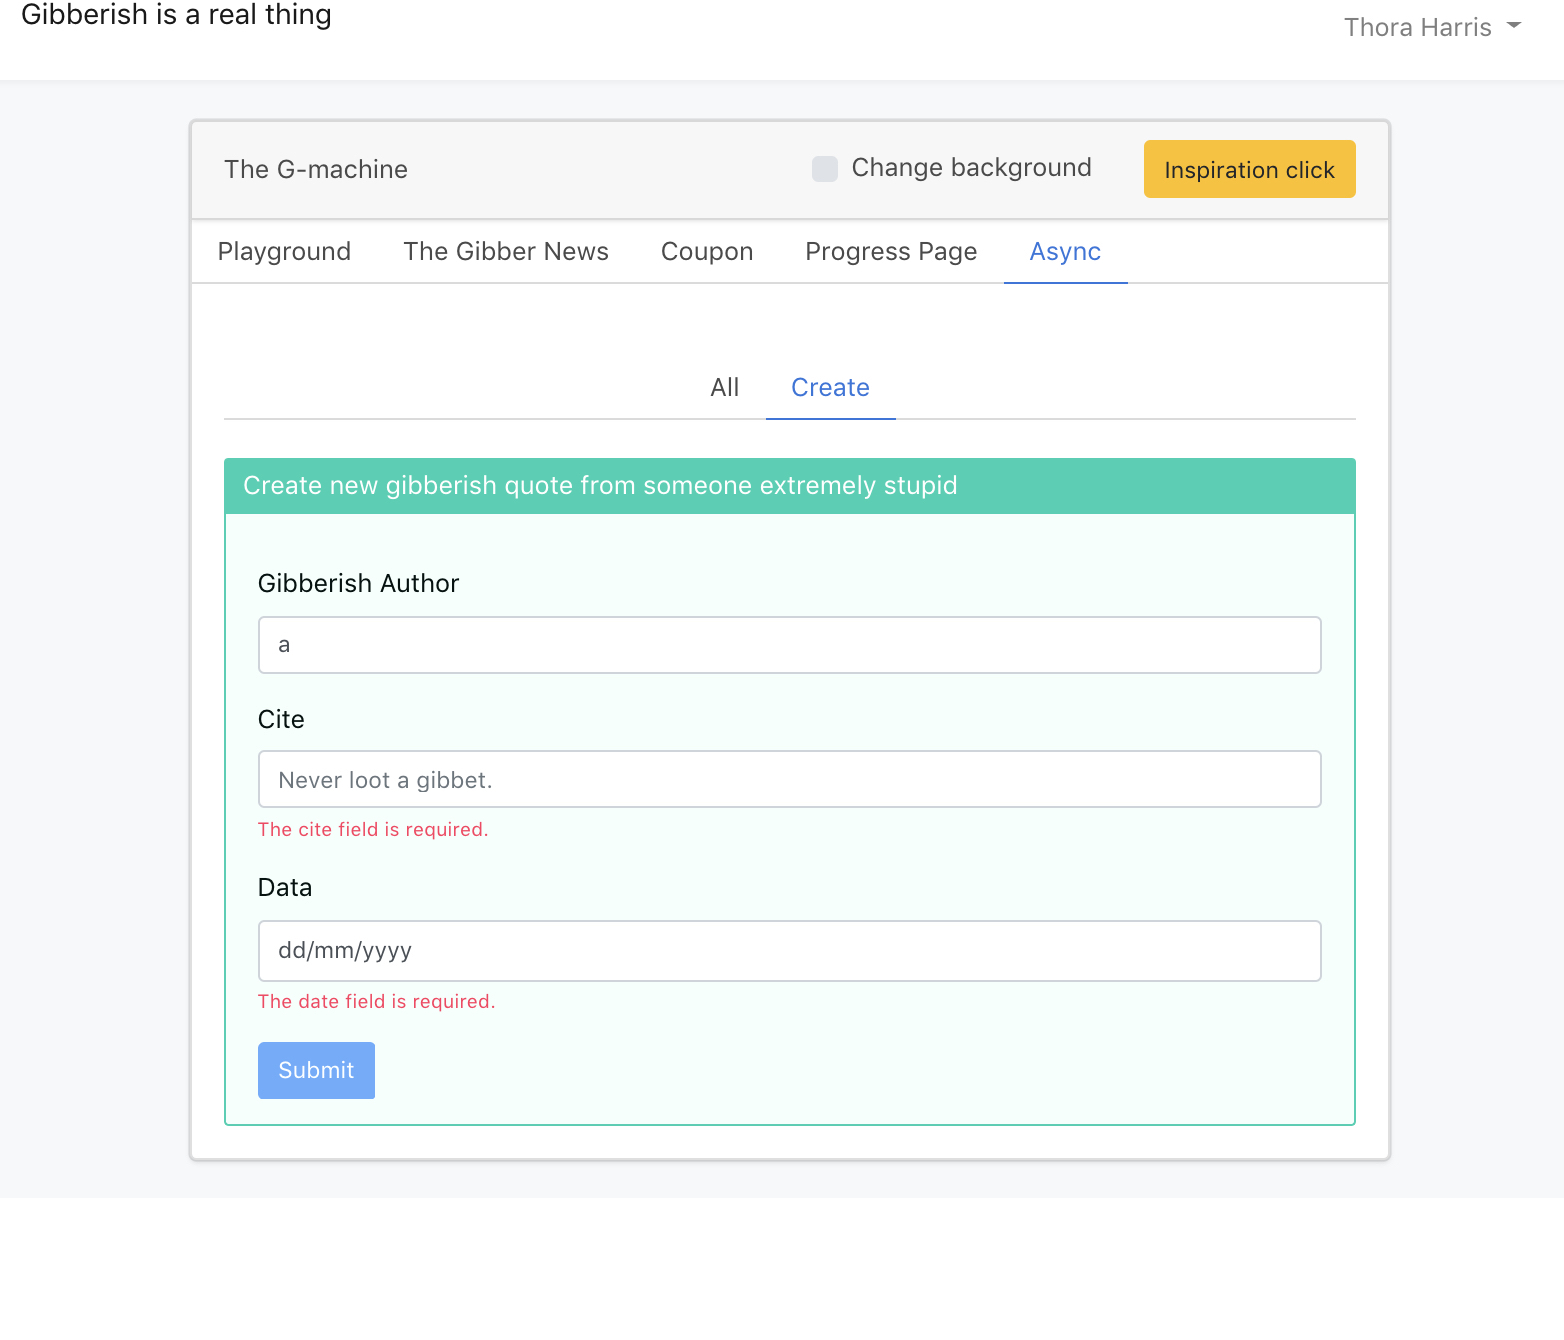 Gibberish is a real thing
Thora Harris
The G-machine
Change background
Inspiration click
Playground
The Gibber News
Coupon
Progress Page
Async
All
Create
Create new gibberish quote from someone extremely stupid
Gibberish Author
a
Cite
Never loot a gibbet.
The cite field is required.
Data
dd/mm/yyyy
The date field is required.
Submit